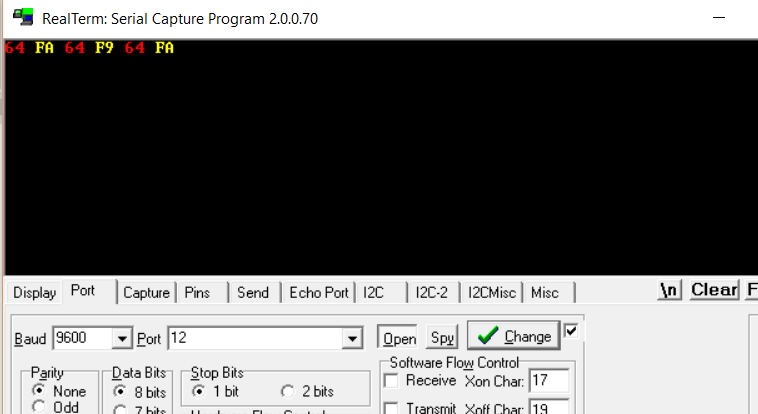 RealTerm: Serial Capture Program 2.0.0.70
64 FA 64 F9 64 FA
Display Port Capture Pins Send Echo Port I2C I2C-2 I2CMisc Misc \n Clear F
Baud 9600 Port 12 Open Spy Change
Parity Data Bits Stop Bits Software Flow Control
None 8 bits 1 bit 2 bits Receive Xon Char: 17
Odd 7 bits Hardware Flow Control Transmit Xoff Char: 19